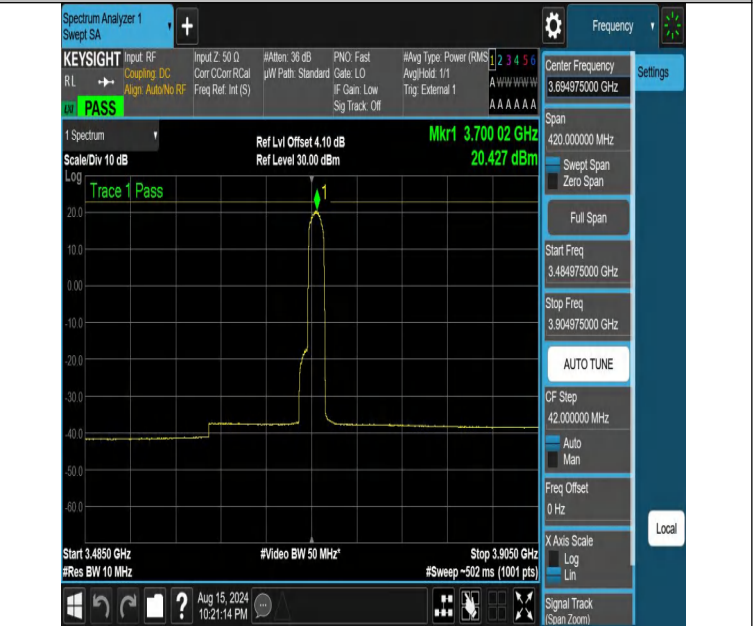 Spectrum Analyzer 1
Swept SA
+
Frequency
KEYSIGHT
RL
PASS
Input: RF
Coupling: DC
Align: Auto/No RF
Input Z: 50 Ω
Corr CCorr RCal
Freq Ref: Int (S)
#Atten: 36 dB
µW Path: Standard
PNO: Fast
Gate: LO
IF Gain: Low
Sig Track: Off
#Avg Type: Power (RMS
Avg|Hold: 1/1
Trig: External 1
1 2 3 4 5 6
A W W W W W
A A A A A A
1 Spectrum
Scale/Div 10 dB
Ref Lvl Offset 4.10 dB
Ref Level 30.00 dBm
Mkr1 3.700 02 GHz
20.427 dBm
Log
Trace 1 Pass
1
20.0
10.0
0.00
-10.0
-20.0
-30.0
-40.0
-50.0
-60.0
Start 3.4850 GHz
#Res BW 10 MHz
#Video BW 50 MHz*
Stop 3.9050 GHz
#Sweep ~502 ms (1001 pts)
Center Frequency
3.694975000 GHz
Settings
Span
420.000000 MHz
Swept Span
Zero Span
Full Span
Start Freq
3.484975000 GHz
Stop Freq
3.904975000 GHz
AUTO TUNE
CF Step
42.000000 MHz
Auto
Man
Freq Offset
0 Hz
X Axis Scale
Log
Lin
Signal Track
(Span Zoom)
Local
?
Aug 15, 2024
10:21:14 PM